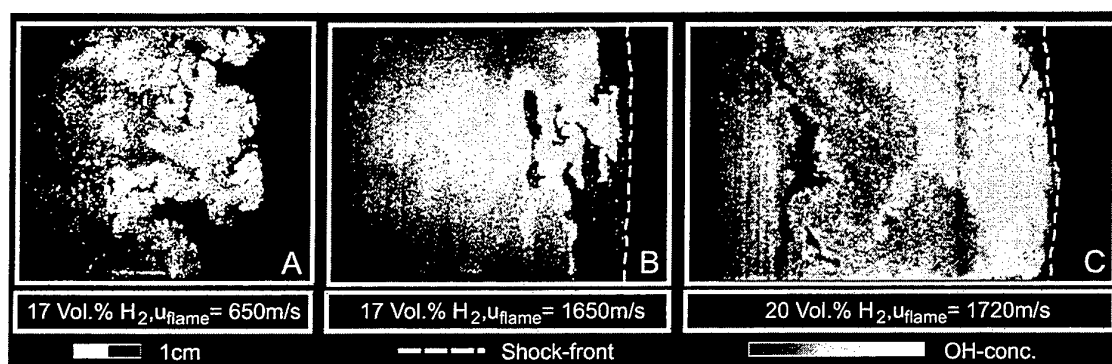 A
B
C
17 Vol.% H2,uflame= 650m/s
17 Vol.% H2,uflame= 1650m/s
20 Vol.% H2,uflame= 1720m/s
1cm
Shock-front
OH-conc.